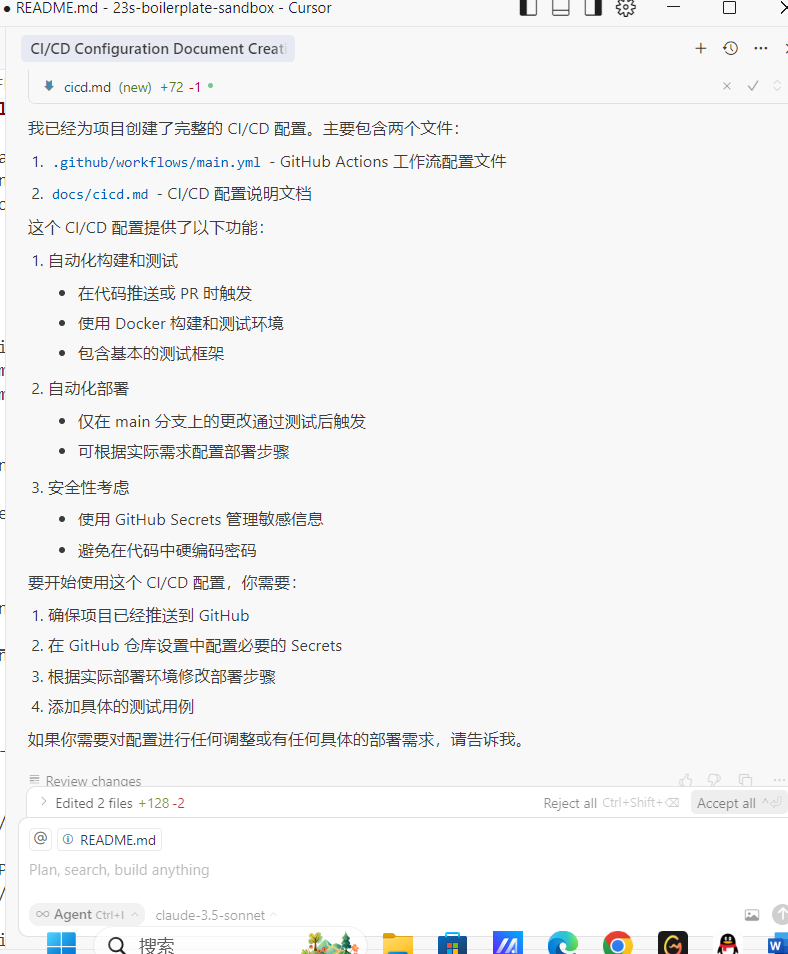 README.md - 23s-boilerplate-sandbox - Cursor
CI/CD Configuration Document Creati
cicd.md (new) +72 -1
我已经为项目创建了完整的 CI/CD 配置。主要包含两个文件：
1. .github/workflows/main.yml - GitHub Actions 工作流配置文件
2. docs/cicd.md - CI/CD 配置说明文档
这个 CI/CD 配置提供了以下功能：
1. 自动化构建和测试
• 在代码推送或 PR 时触发
• 使用 Docker 构建和测试环境
• 包含基本的测试框架
2. 自动化部署
• 仅在 main 分支上的更改通过测试后触发
• 可根据实际需求配置部署步骤
3. 安全性考虑
• 使用 GitHub Secrets 管理敏感信息
• 避免在代码中硬编码密码
要开始使用这个 CI/CD 配置，你需要：
1. 确保项目已经推送到 GitHub
2. 在 GitHub 仓库设置中配置必要的 Secrets
3. 根据实际部署环境修改部署步骤
4. 添加具体的测试用例
如果你需要对配置进行任何调整或有任何具体的部署需求，请告诉我。
Review changes
Edited 2 files +128 -2 Reject all Ctrl+Shift+⌫ Accept all ^⏎
@ README.md
Plan, search, build anything
∞ Agent Ctrl+I claude-3.5-sonnet
搜索